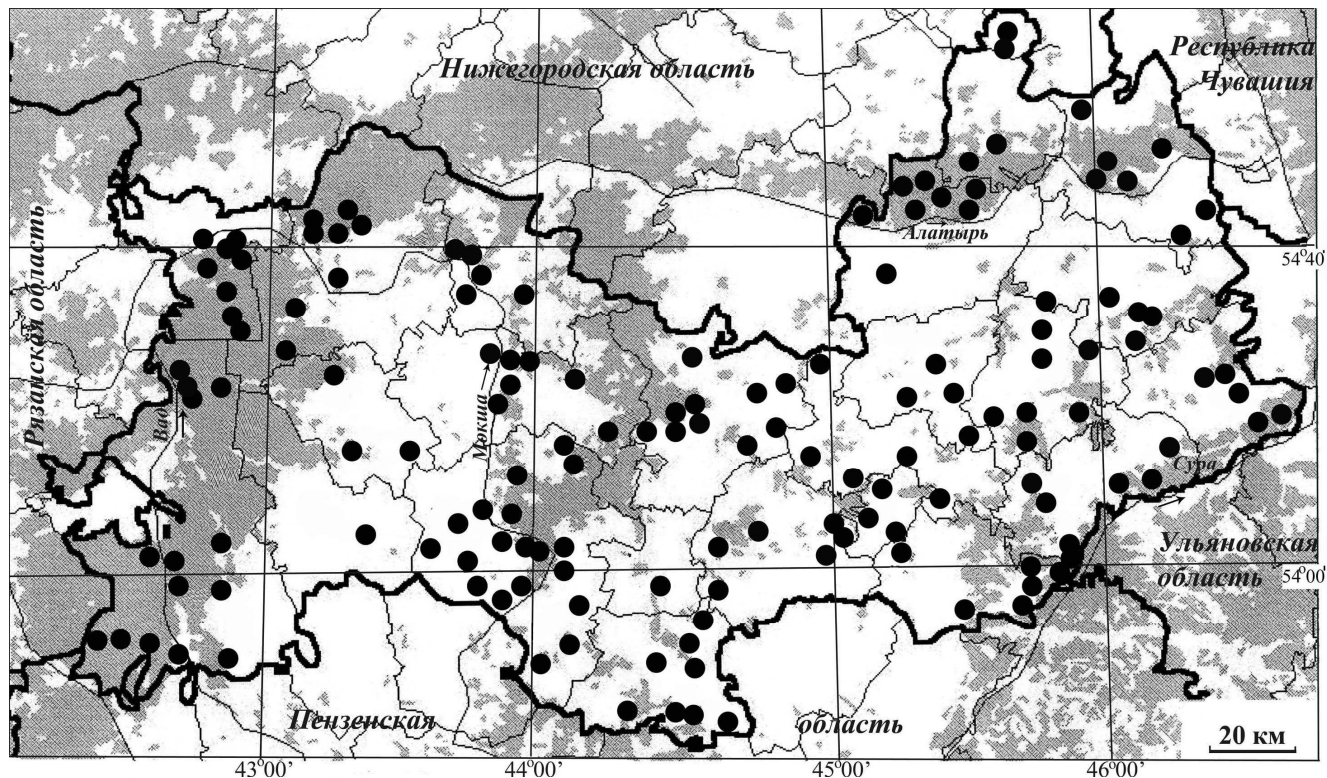 Республика
Чувашия
Нижегородская область
Рязанская область
Алатырь
54°40'
Вад
Мокша
Сура
Ульяновская
область
54°00'
Пензенская
область
20 км
43°00'
44°00'
45°00'
46°00'